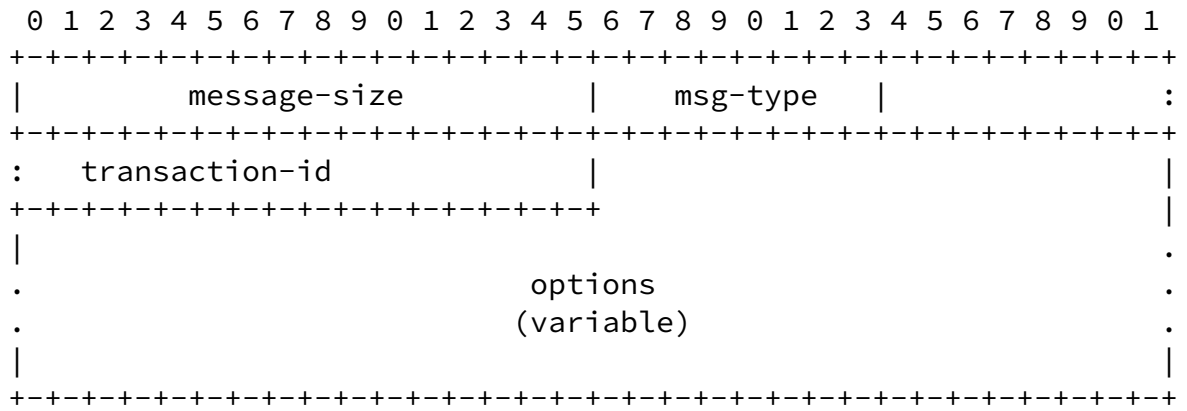 0 1 2 3 4 5 6 7 8 9 0 1 2 3 4 5 6 7 8 9 0 1 2 3 4 5 6 7 8 9 0 1
+-+-+-+-+-+-+-+-+-+-+-+-+-+-+-+-+-+-+-+-+-+-+-+-+-+-+-+-+-+-+-+-+
|         message-size          |    msg-type   |               :
+-+-+-+-+-+-+-+-+-+-+-+-+-+-+-+-+-+-+-+-+-+-+-+-+-+-+-+-+-+-+-+-+
:   transaction-id              |                               |
+-+-+-+-+-+-+-+-+-+-+-+-+-+-+-+-+                               |
|                                                               .
.                            options                            .
.                           (variable)                          .
|                                                               |
+-+-+-+-+-+-+-+-+-+-+-+-+-+-+-+-+-+-+-+-+-+-+-+-+-+-+-+-+-+-+-+-+